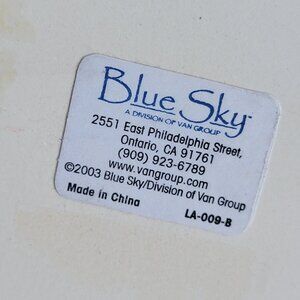 Blue Sky™
A DIVISION OF VAN GROUP
2551 East Philadelphia Street,
Ontario, CA 91761
(909) 923-6789
www.vangroup.com
©2003 Blue Sky/Division of Van Group
Made in China LA-009-B